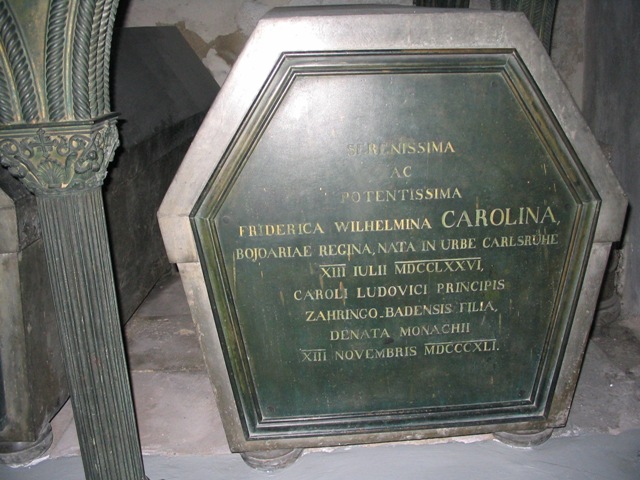 SERENISSIMA
AC
POTENTISSIMA
FRIDERICA WILHELMINA CAROLINA,
BOJOARIAE REGINA, NATA IN URBE CARLSRUHE
XIII IULII MDCCLXXVI,
CAROLI LUDOVICI PRINCIPIS
ZAHRINGO-BADENSIS FILIA,
DENATA MONACHII
XIII NOVEMBRIS MDCCCXLI.